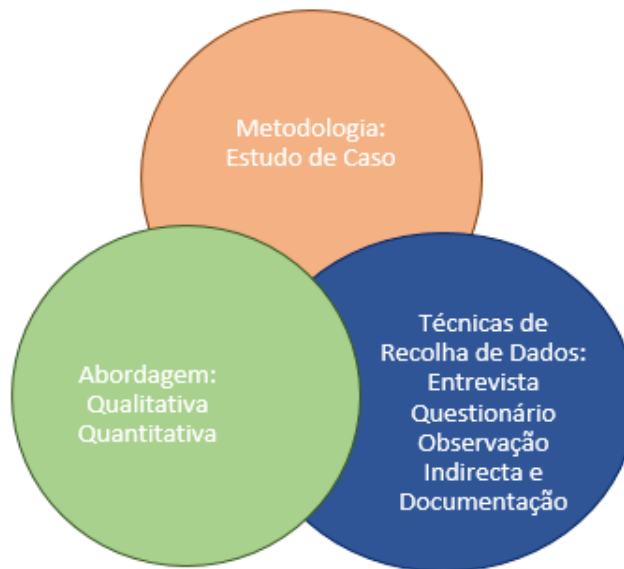 Metodologia:
Estudo de Caso
Abordagem:
Qualitativa
Quantitativa
Técnicas de
Recolha de Dados:
Entrevista
Questionário
Observação
Indirecta e
Documentação